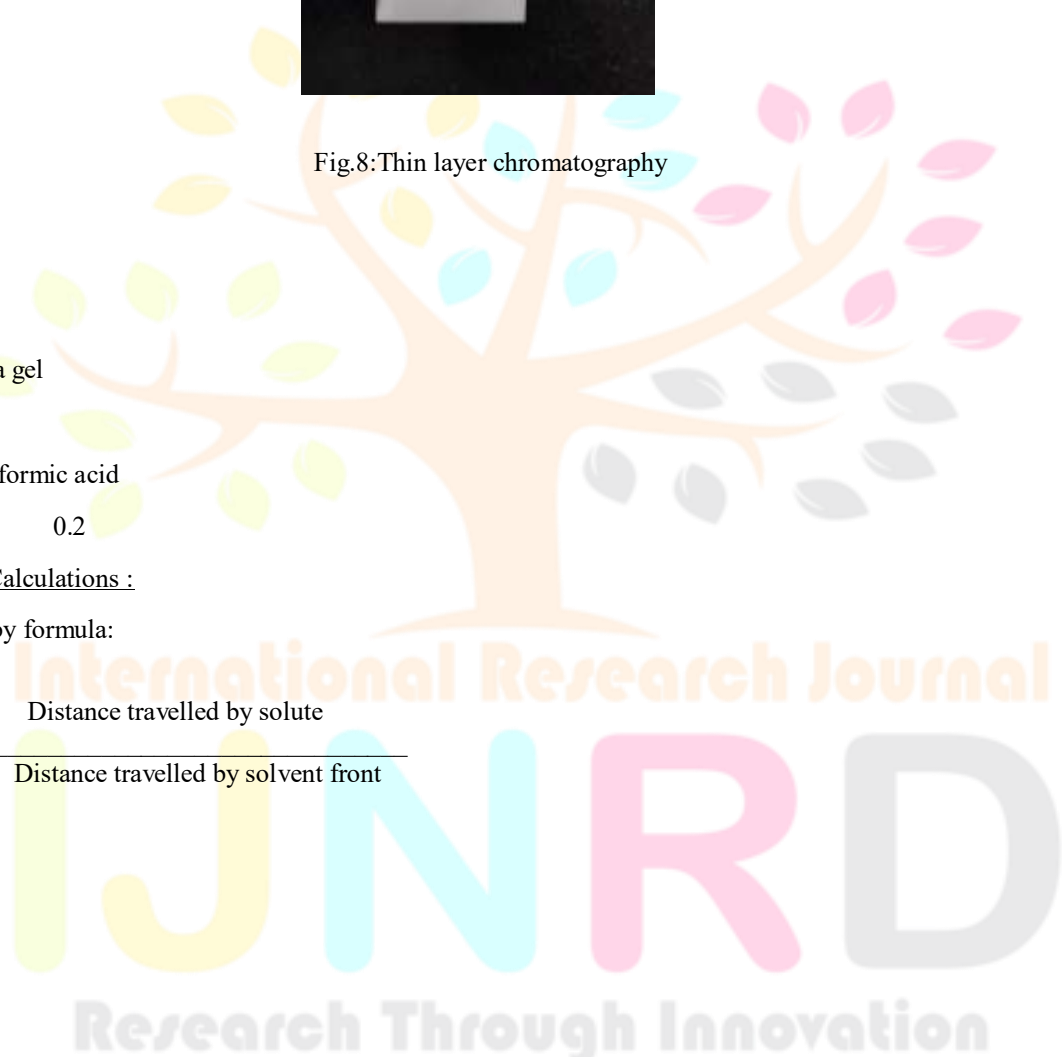 Fig.8:Thin layer chromatography
a gel
formic acid
0.2
Calculations :
by formula:
Distance travelled by solute
Distance travelled by solvent front
International Research Journal
IJNRD
Research Through Innovation